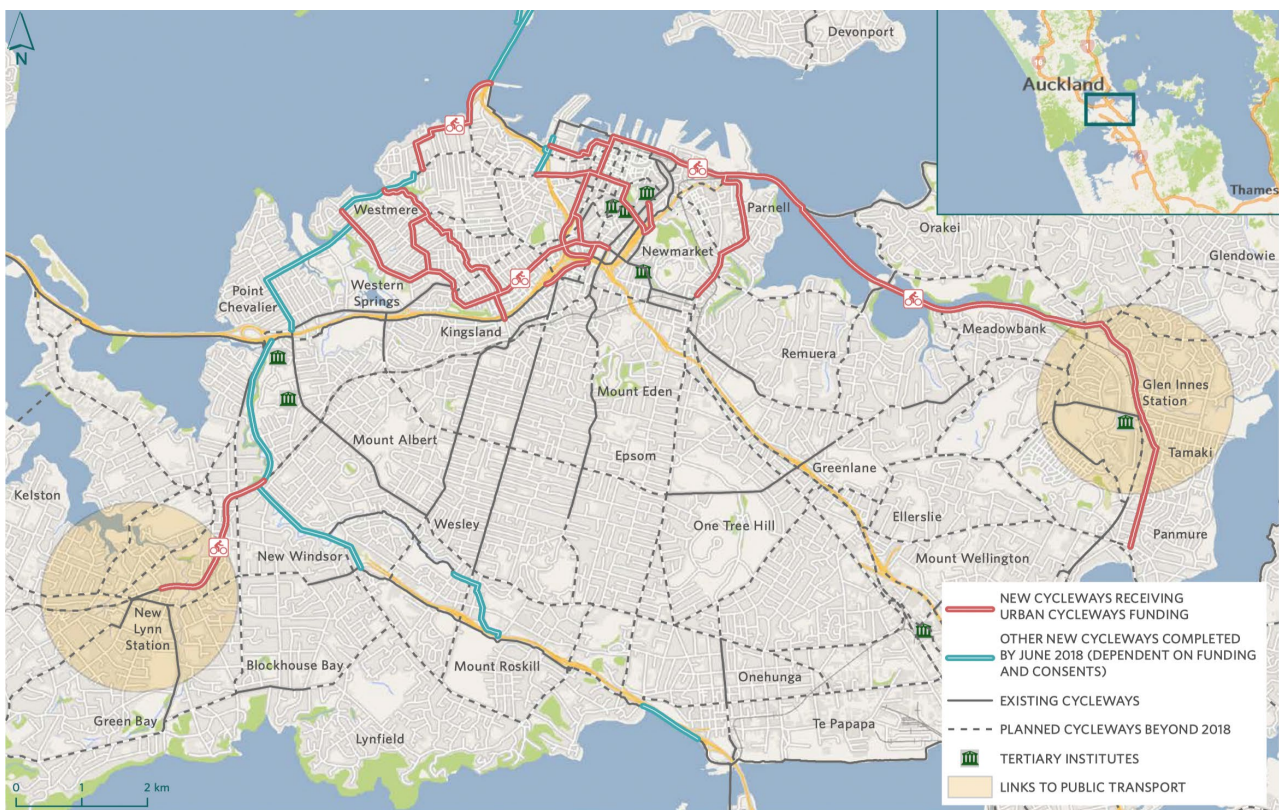 N
Devonport
16
1
Auckland
Thames
Westmere
Parnell
Orakei
Newmarket
Glendowie
Point
Chevalier
Western
Springs
Kingsland
Meadowbank
Remuera
Glen Innes
Station
Mount Eden
Mount Albert
Tamaki
Epsom
Greenlane
Kelston
Ellerslie
Wesley
One Tree Hill
Panmure
New Windsor
Mount Wellington
New
Lynn
Station
Blockhouse Bay
Mount Roskill
Onehunga
Green Bay
Te Papapa
Lynfield
0 1 2 km
NEW CYCLEWAYS RECEIVING
URBAN CYCLEWAYS FUNDING
OTHER NEW CYCLEWAYS COMPLETED
BY JUNE 2018 (DEPENDENT ON FUNDING
AND CONSENTS)
EXISTING CYCLEWAYS
PLANNED CYCLEWAYS BEYOND 2018
TERTIARY INSTITUTES
LINKS TO PUBLIC TRANSPORT